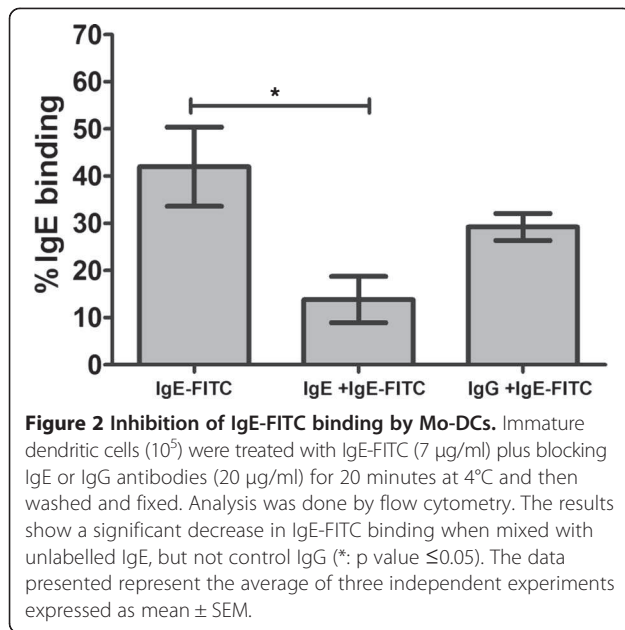 70
60
50
40
30
20
10
0
% IgE binding
*
IgE-FITC IgE +IgE-FITC IgG +IgE-FITC
Figure 2 Inhibition of IgE-FITC binding by Mo-DCs. Immature
dendritic cells (10⁵) were treated with IgE-FITC (7 μg/ml) plus blocking
IgE or IgG antibodies (20 μg/ml) for 20 minutes at 4°C and then
washed and fixed. Analysis was done by flow cytometry. The results
show a significant decrease in IgE-FITC binding when mixed with
unlabelled IgE, but not control IgG (*: p value ≤0.05). The data
presented represent the average of three independent experiments
expressed as mean ± SEM.